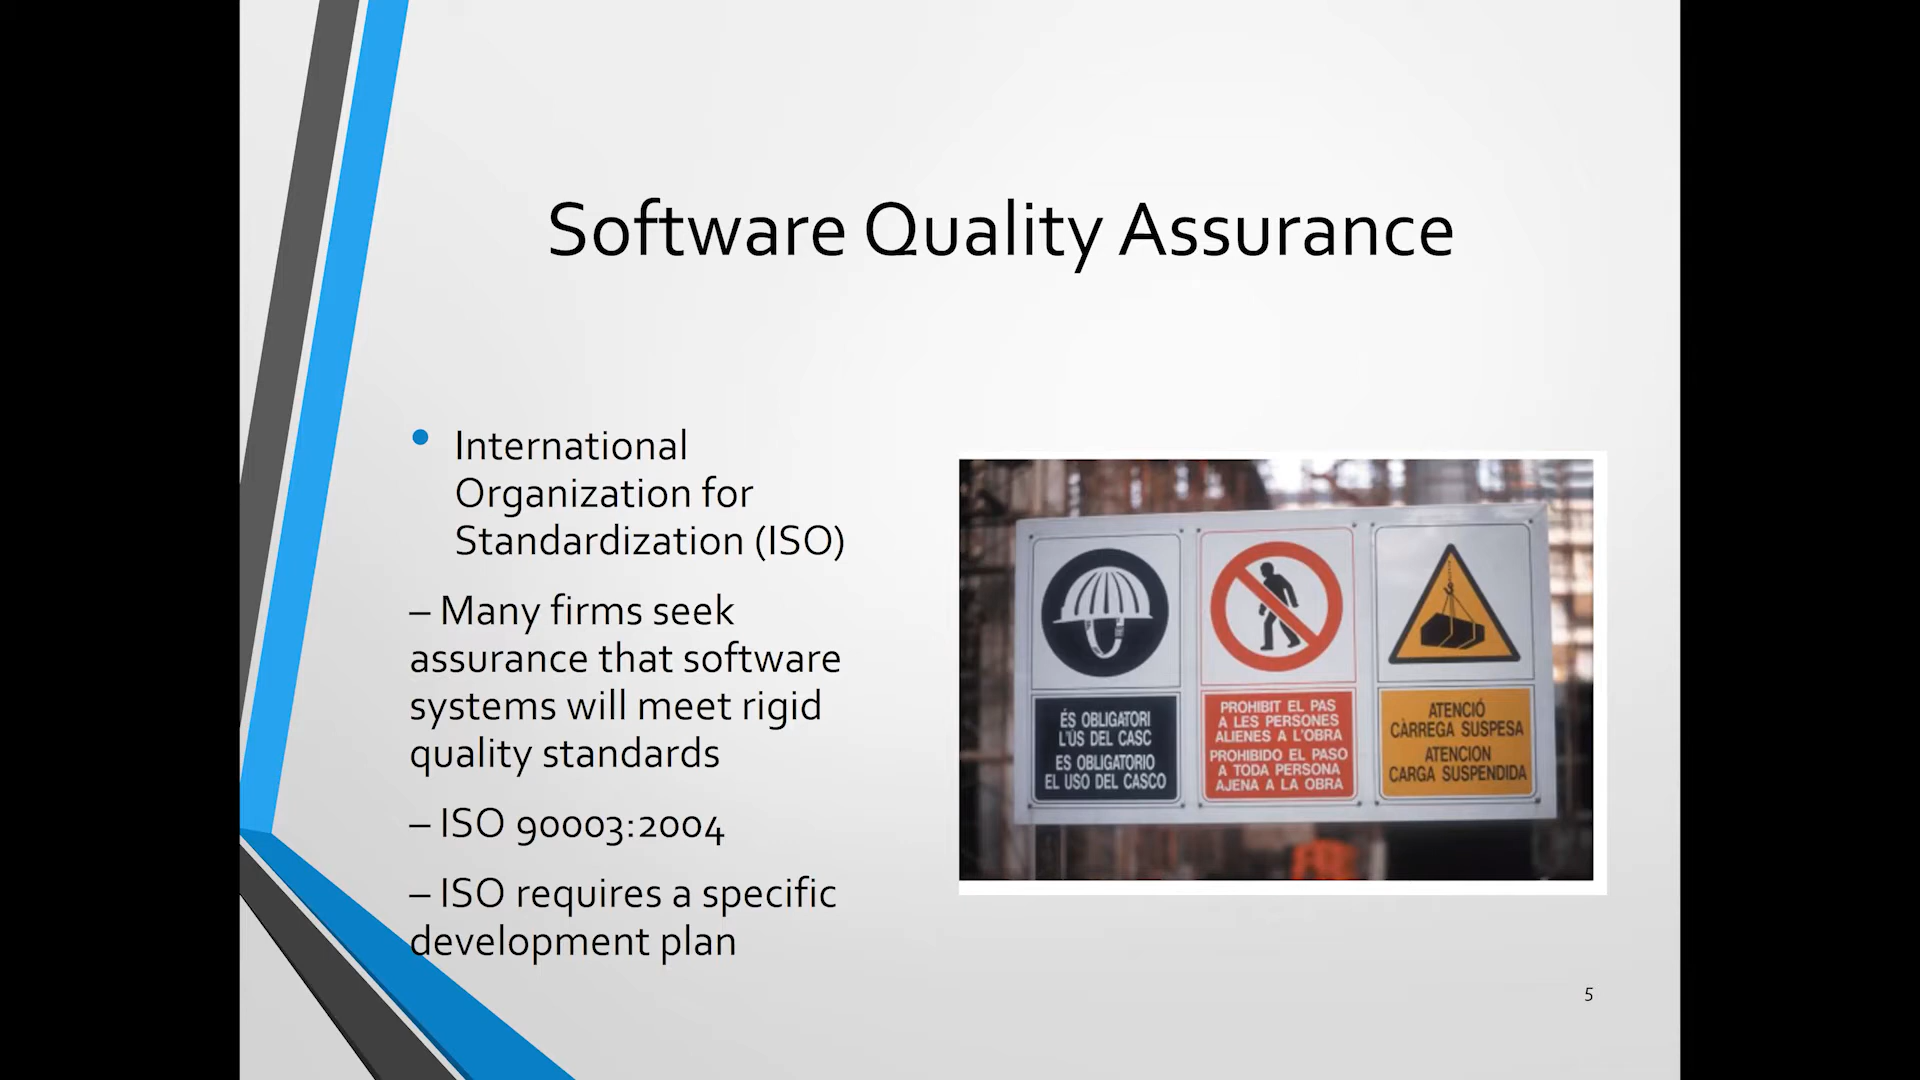 Software Quality Assurance
• International
Organization for
Standardization (ISO)
– Many firms seek
assurance that software
systems will meet rigid
quality standards
– ISO 90003:2004
– ISO requires a specific
development plan
ÉS OBLIGATORI
L'ÚS DEL CASC
ES OBLIGATORIO
EL USO DEL CASCO
PROHIBIT EL PAS
A LES PERSONES
ALIENES A L'OBRA
PROHIBIDO EL PASO
A TODA PERSONA
AJENA A LA OBRA
ATENCIÓ
CÀRREGA SUSPESA
ATENCION
CARGA SUSPENDIDA
5